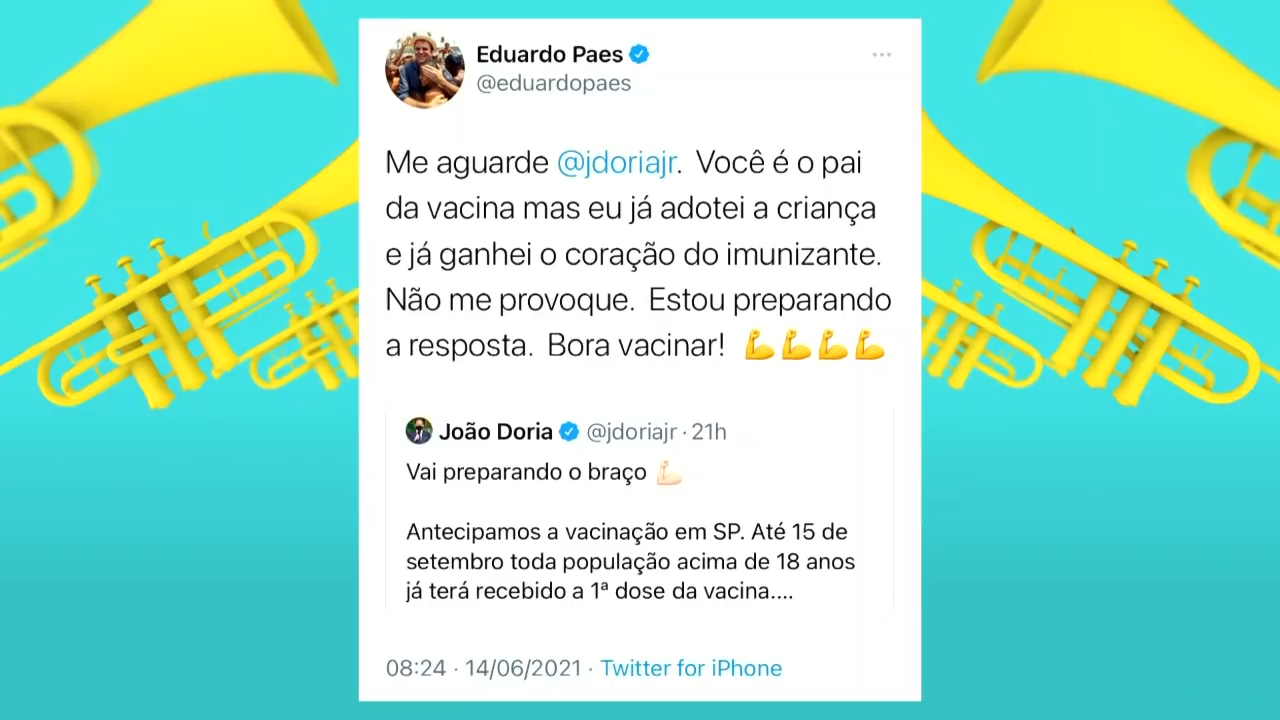 Eduardo Paes
@eduardopaes
Me aguarde @jdoriajr. Você é o pai
da vacina mas eu já adotei a criança
e já ganhei o coração do imunizante.
Não me provoque. Estou preparando
a resposta. Bora vacinar! 💪💪💪💪
João Doria @jdoriajr · 21h
Vai preparando o braço 💪🏻
Antecipamos a vacinação em SP. Até 15 de
setembro toda população acima de 18 anos
já terá recebido a 1ª dose da vacina....
08:24 · 14/06/2021 · Twitter for iPhone